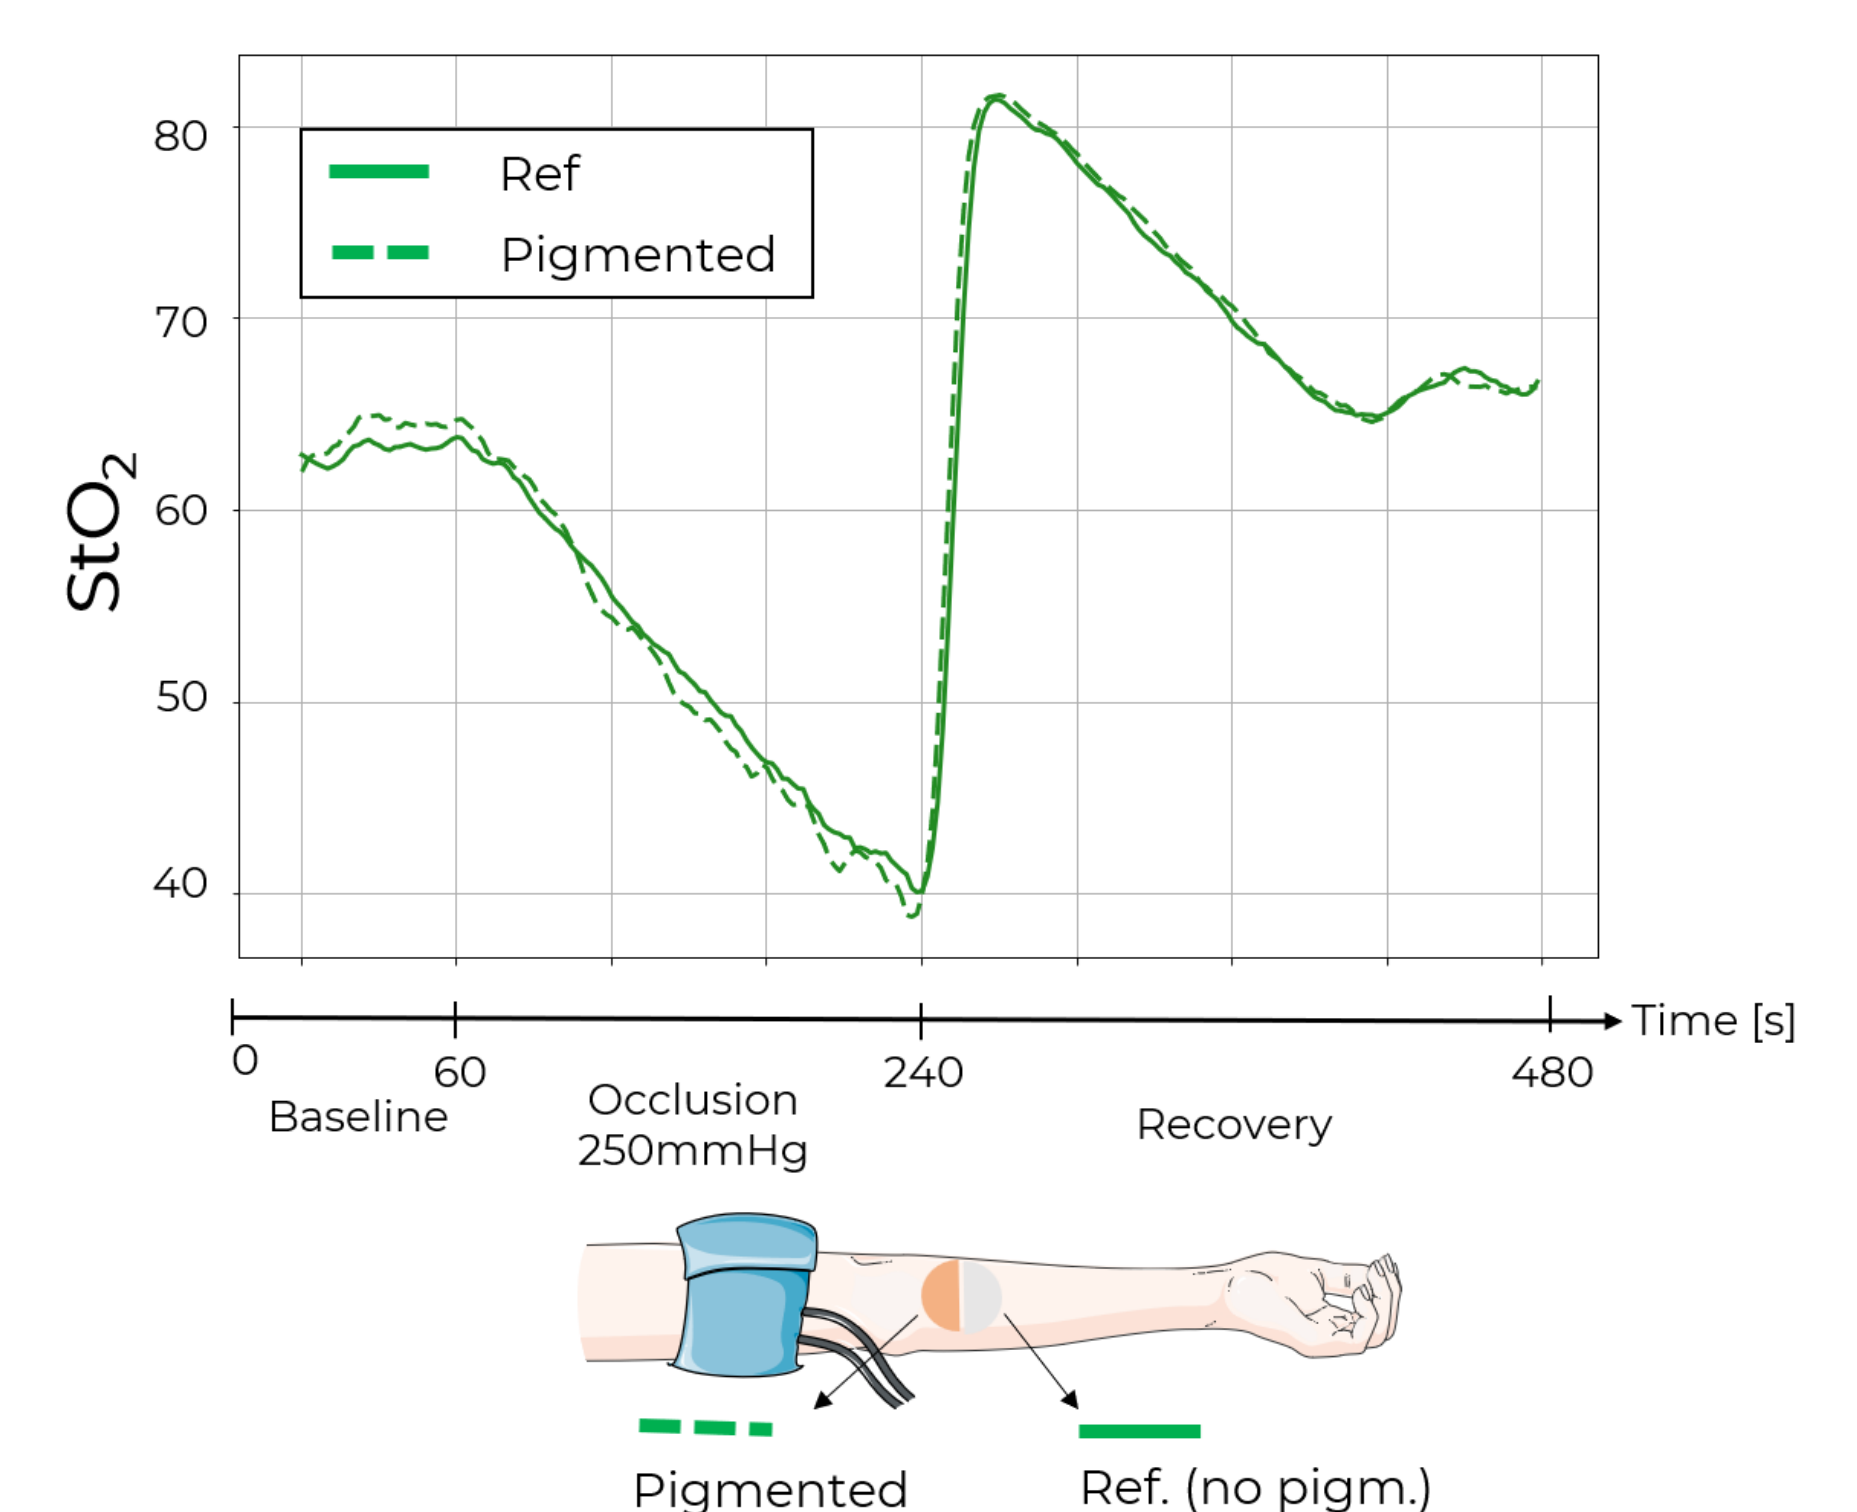 80
Ref
Pigmented
70
60
StO₂
50
40
Time [s]
0
60
240
480
Baseline
Occlusion
250mmHg
Recovery
Pigmented
Ref. (no pigm.)